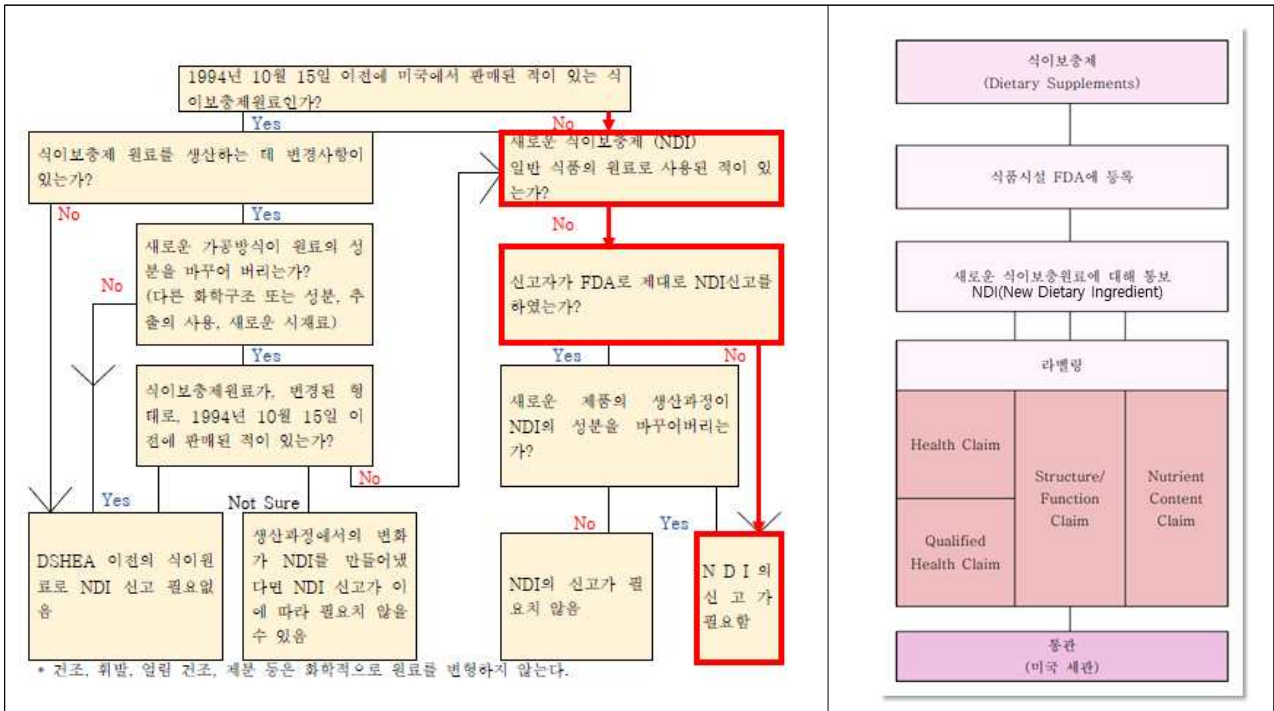 1994년 10월 15일 이전에 미국에서 판매된 적이 있는 식
이보충제원료인가?
Yes
No
식이보충제 원료를 생산하는 데 변경사항이
있는가?
새로운 식이보충제 (NDI)
일반 식품의 원료로 사용된 적이 있
는가?
No
Yes
No
새로운 가공방식이 원료의 성
분을 바꾸어 버리는가?
(다른 화학구조 또는 성분, 추
출의 사용, 새로운 시재료)
No
신고자가 FDA로 제대로 NDI신고를
하였는가?
Yes
Yes
No
식이보충제원료가, 변경된 형
태로, 1994년 10월 15일 이
전에 판매된 적이 있는가?
새로운 제품의 생산과정이
NDI의 성분을 바꾸어버리는
가?
No
Yes
Not Sure
No
Yes
DSHEA 이전의 식이원
료로 NDI 신고 필요없
음
생산과정에서의 변화
가 NDI를 만들어냈
다면 NDI 신고가 이
에 따라 필요치 않을
수 있음
NDI의 신고가 필
요치 않음
NDI의
신고가
필요함
* 건조, 휘발, 얼림 건조, 제분 등은 화학적으로 원료를 변형하지 않는다.
식이보충제
(Dietary Supplements)
식품시설 FDA에 등록
새로운 식이보충원료에 대해 통보
NDI(New Dietary Ingredient)
라벨링
Health Claim
Qualified
Health Claim
Structure/
Function
Claim
Nutrient
Content
Claim
통관
(미국 세관)